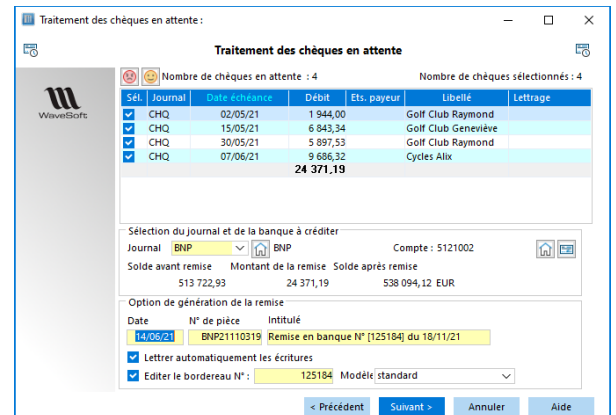 Traitement des chèques en attente :
Traitement des chèques en attente
WaveSoft
Nombre de chèques en attente : 4 Nombre de chèques sélectionnés : 4
Sél. Journal Date échéance Débit Ets. payeur Libellé Lettrage
CHQ 02/05/21 1 944,00 Golf Club Raymond
CHQ 15/05/21 6 843,34 Golf Club Geneviève
CHQ 30/05/21 5 897,53 Golf Club Raymond
CHQ 07/06/21 9 686,32 Cycles Alix
24 371,19
Sélection du journal et de la banque à créditer
Journal BNP BNP Compte : 5121002
Solde avant remise Montant de la remise Solde après remise
513 722,93 24 371,19 538 094,12 EUR
Option de génération de la remise
Date N° de pièce Intitulé
14/06/21 BNP21110319 Remise en banque N° [125184] du 18/11/21
Lettrer automatiquement les écritures
Editer le bordereau N° : 125184 Modèle standard
< Précédent Suivant > Annuler Aide